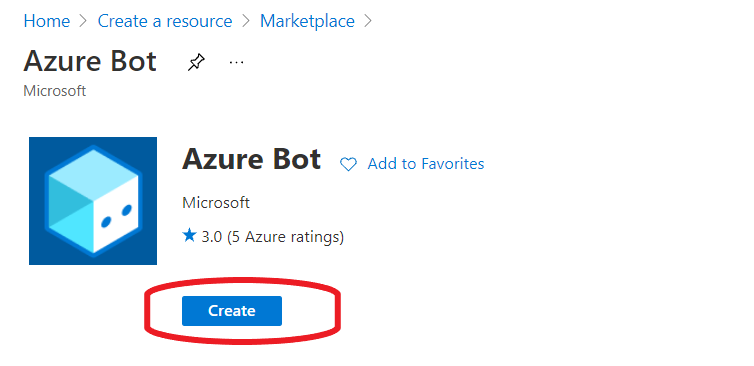 Home > Create a resource > Marketplace >
Azure Bot ...
Microsoft
Azure Bot Add to Favorites
Microsoft
3.0 (5 Azure ratings)
Create